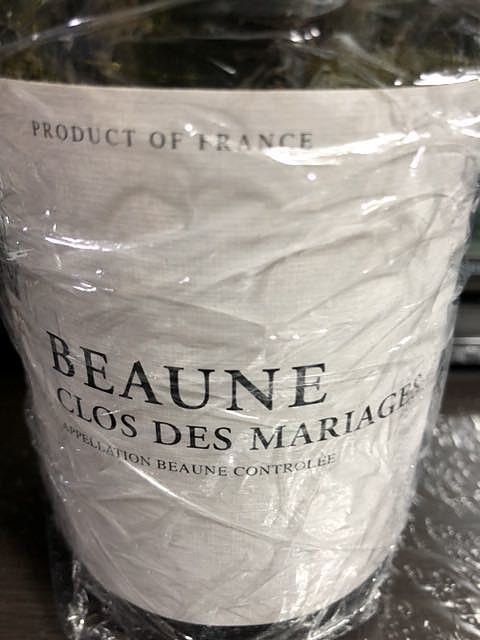 PRODUCT OF FRANCE
BEAUNE
CLOS DES MARIAGES
APPELLATION BEAUNE CONTROLÉE